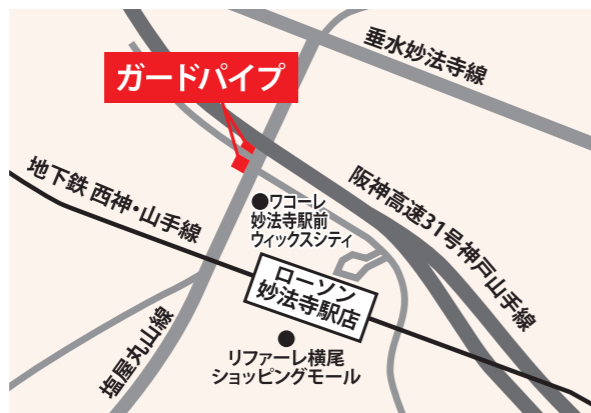 垂水妙法寺線
ガードパイプ
阪神高速31号神戸山手線
地下鉄 西神・山手線
●ワコーレ
妙法寺駅前
ウィックスシティ
ローソン
妙法寺駅店
塩屋丸山線
リファーレ横尾
ショッピングモール